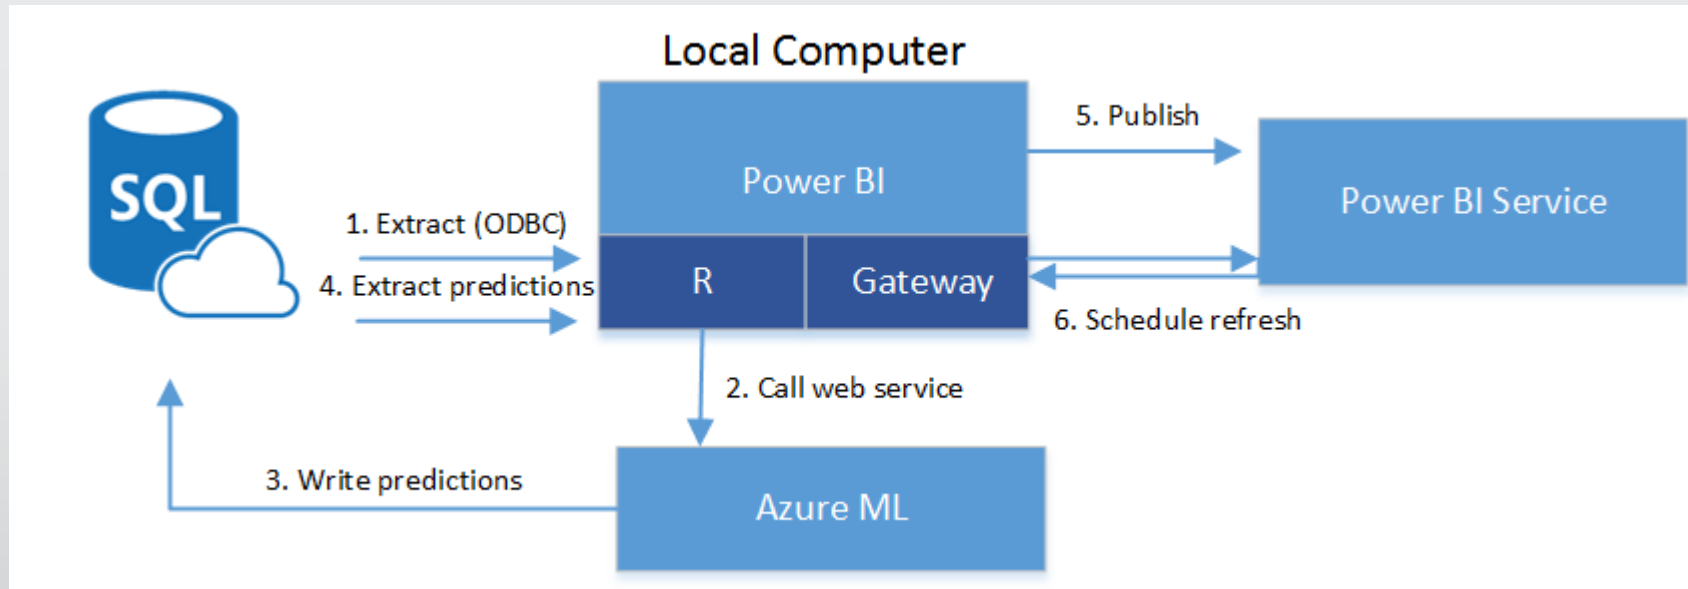 Local Computer
SQL
1. Extract (ODBC)
4. Extract predictions
Power BI
R
Gateway
5. Publish
Power BI Service
6. Schedule refresh
2. Call web service
3. Write predictions
Azure ML